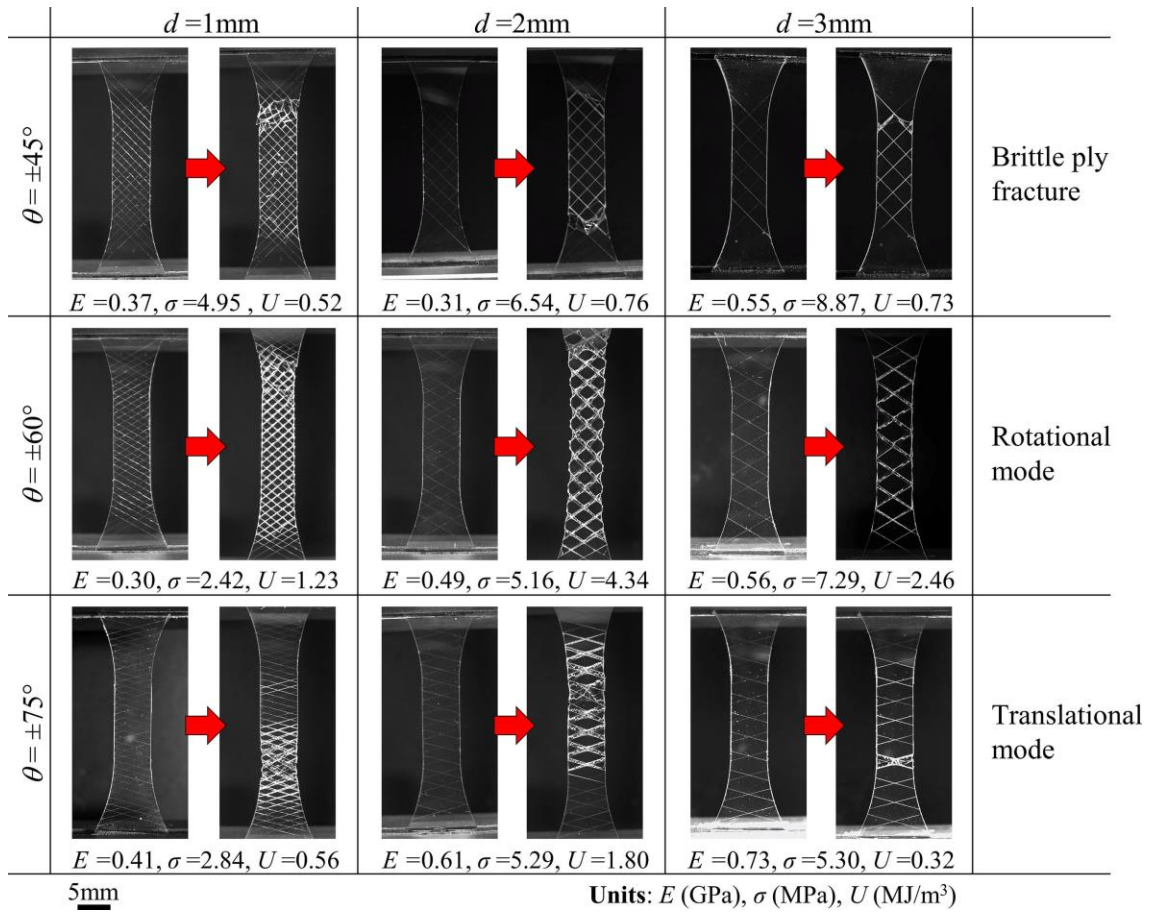 d =1mm d =2mm d =3mm
θ = ±45°
Brittle ply
fracture
E =0.37, σ=4.95 , U =0.52
E =0.31, σ=6.54, U =0.76
E =0.55, σ=8.87, U =0.73
θ = ±60°
Rotational
mode
E =0.30, σ=2.42, U =1.23
E =0.49, σ=5.16, U =4.34
E =0.56, σ=7.29, U =2.46
θ = ±75°
Translational
mode
E =0.41, σ=2.84, U =0.56
E =0.61, σ=5.29, U =1.80
E =0.73, σ=5.30, U =0.32
5mm
Units: E (GPa), σ (MPa), U (MJ/m³)